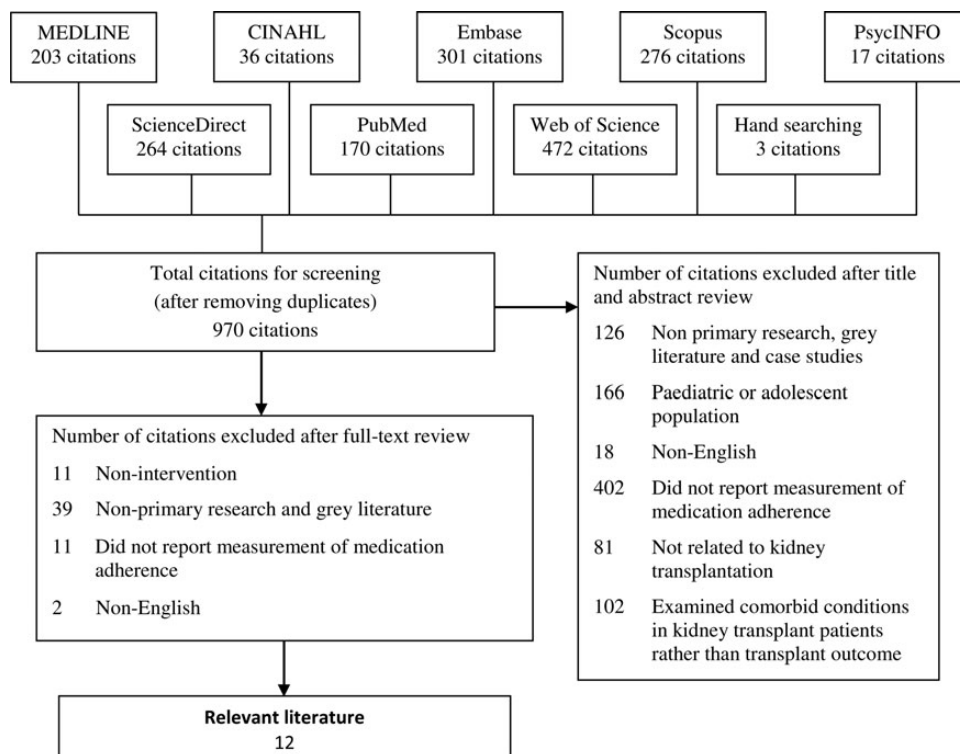 MEDLINE
203 citations
CINAHL
36 citations
Embase
301 citations
Scopus
276 citations
PsycINFO
17 citations
ScienceDirect
264 citations
PubMed
170 citations
Web of Science
472 citations
Hand searching
3 citations
Total citations for screening
(after removing duplicates)
970 citations
Number of citations excluded after title
and abstract review
126 Non primary research, grey
literature and case studies
166 Paediatric or adolescent
population
18 Non-English
402 Did not report measurement of
medication adherence
81 Not related to kidney
transplantation
102 Examined comorbid conditions
in kidney transplant patients
rather than transplant outcome
Number of citations excluded after full-text review
11 Non-intervention
39 Non-primary research and grey literature
11 Did not report measurement of medication
adherence
2 Non-English
Relevant literature
12